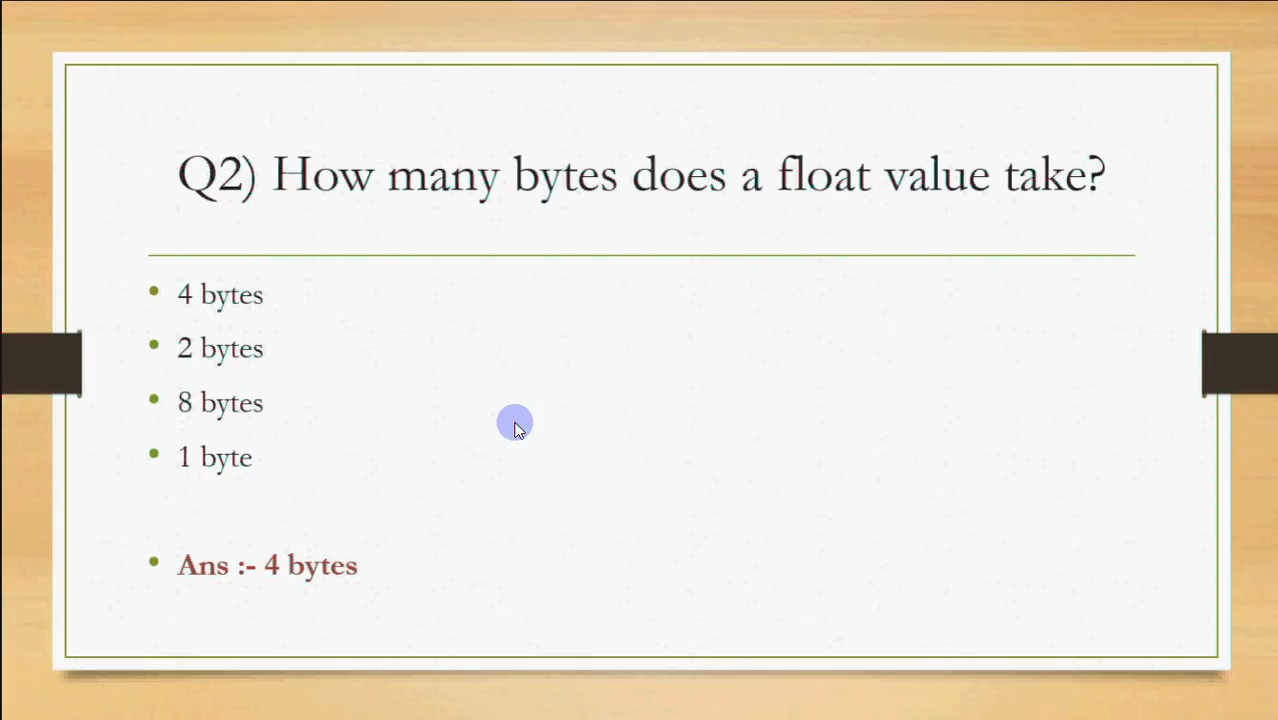 Q2) How many bytes does a float value take?
4 bytes
2 bytes
8 bytes
1 byte
Ans :- 4 bytes